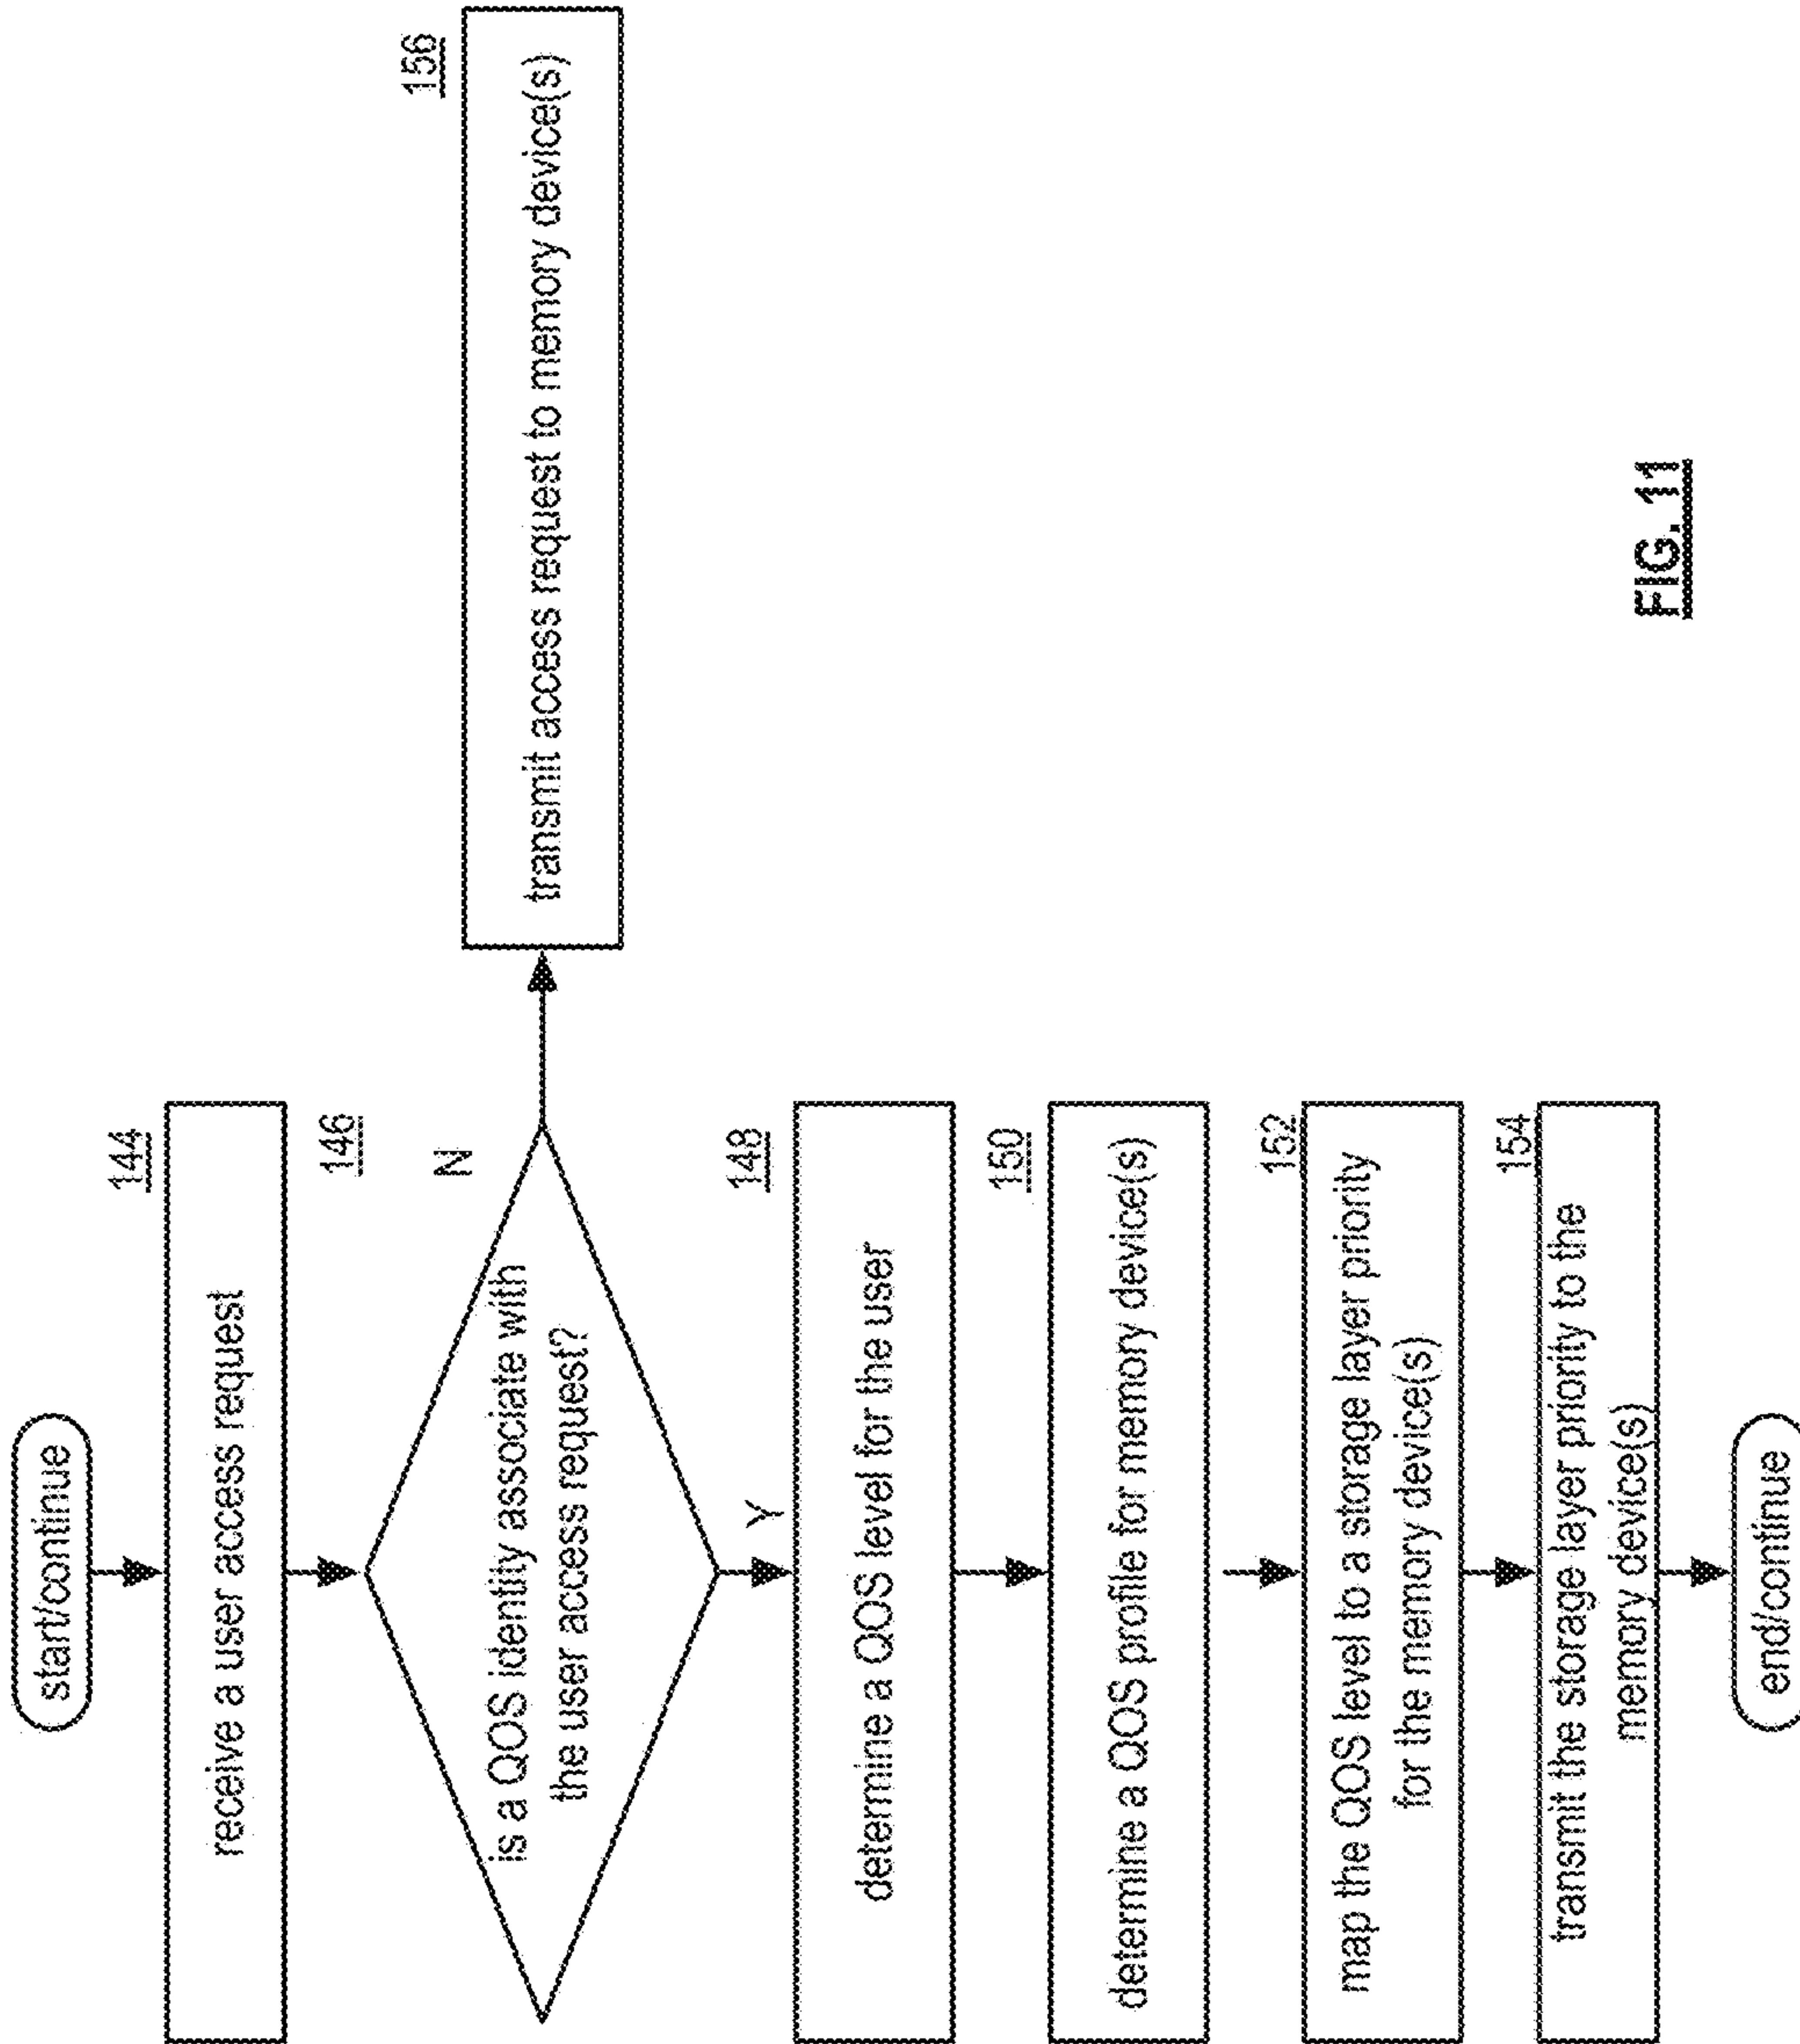 start/continue
144
receive a user access request
146
is a QOS identity associate with
the user access request?
N
156
transmit access request to memory device(s)
Y
148
determine a QOS level for the user
150
determine a QOS profile for memory device(s)
152
map the QOS level to a storage layer priority
for the memory device(s)
154
transmit the storage layer priority to the
memory device(s)
end/continue
FIG. 11